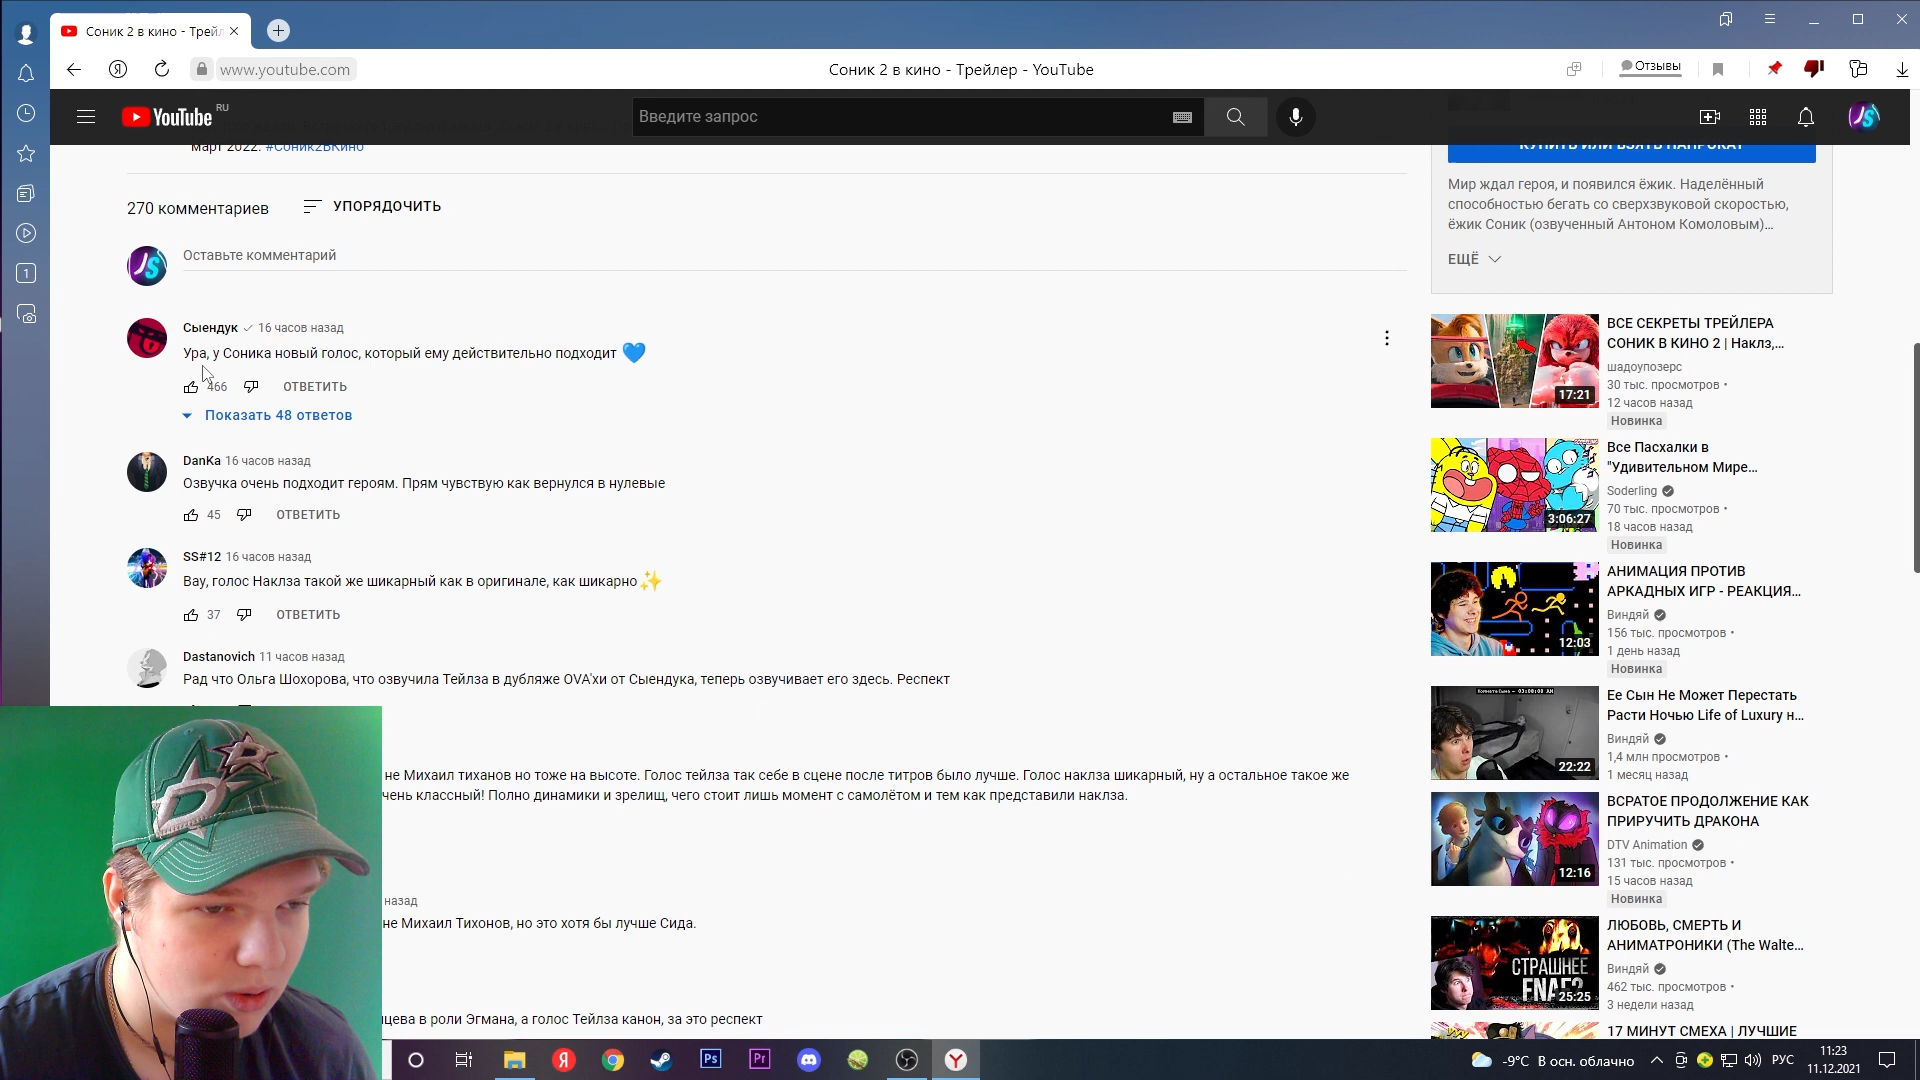 Соник 2 в кино - Трейл
www.youtube.com
Соник 2 в кино - Трейлер - YouTube
Отзывы
YouTube RU
Введите запрос
март 2022. #Соник2ВКино
270 комментариев
УПОРЯДОЧИТЬ
Оставьте комментарий
Сыендук 16 часов назад
Ура, у Соника новый голос, который ему действительно подходит 💙
466
ОТВЕТИТЬ
Показать 48 ответов
DanKa 16 часов назад
Озвучка очень подходит героям. Прям чувствую как вернулся в нулевые
45
ОТВЕТИТЬ
SS#12 16 часов назад
Вау, голос Наклза такой же шикарный как в оригинале, как шикарно✨
37
ОТВЕТИТЬ
Dastanovich 11 часов назад
Рад что Ольга Шохорова, что озвучила Тейлза в дубляже OVA'хи от Сыендука, теперь озвучивает его здесь. Респект
не Михаил тиханов но тоже на высоте. Голос тейлза так себе в сцене после титров было лучше. Голос наклза шикарный, ну а остальное такое же
чень классный! Полно динамики и зрелищ, чего стоит лишь момент с самолётом и тем как представили наклза.
назад
не Михаил Тихонов, но это хотя бы лучше Сида.
цева в роли Эгмана, а голос Тейлза канон, за это респект
КУПИТЬ ИЛИ ВЗЯТЬ НАПРОКАТ
Мир ждал героя, и появился ёжик. Наделённый
способностью бегать со сверхзвуковой скоростью,
ёжик Соник (озвученный Антоном Комоловым)...
ЕЩЁ
17:21
ВСЕ СЕКРЕТЫ ТРЕЙЛЕРА
СОНИК В КИНО 2 | Наклз,...
шадоупозерс
30 тыс. просмотров •
12 часов назад
Новинка
3:06:27
Все Пасхалки в
"Удивительном Мире...
Soderling
70 тыс. просмотров •
18 часов назад
Новинка
12:03
АНИМАЦИЯ ПРОТИВ
АРКАДНЫХ ИГР - РЕАКЦИЯ...
Виндяй
156 тыс. просмотров •
1 день назад
Новинка
22:22
Ее Сын Не Может Перестать
Расти Ночью Life of Luxury н...
Виндяй
1,4 млн просмотров •
1 месяц назад
12:16
ВСРАТОЕ ПРОДОЛЖЕНИЕ КАК
ПРИРУЧИТЬ ДРАКОНА
DTV Animation
131 тыс. просмотров •
15 часов назад
Новинка
СТРАШНЕЕ
FNAF?
25:25
ЛЮБОВЬ, СМЕРТЬ И
АНИМАТРОНИКИ (The Walte...
Виндяй
462 тыс. просмотров •
3 недели назад
17 МИНУТ СМЕХА | ЛУЧШИЕ
-9°C В осн. облачно
РУС
11:23
11.12.2021